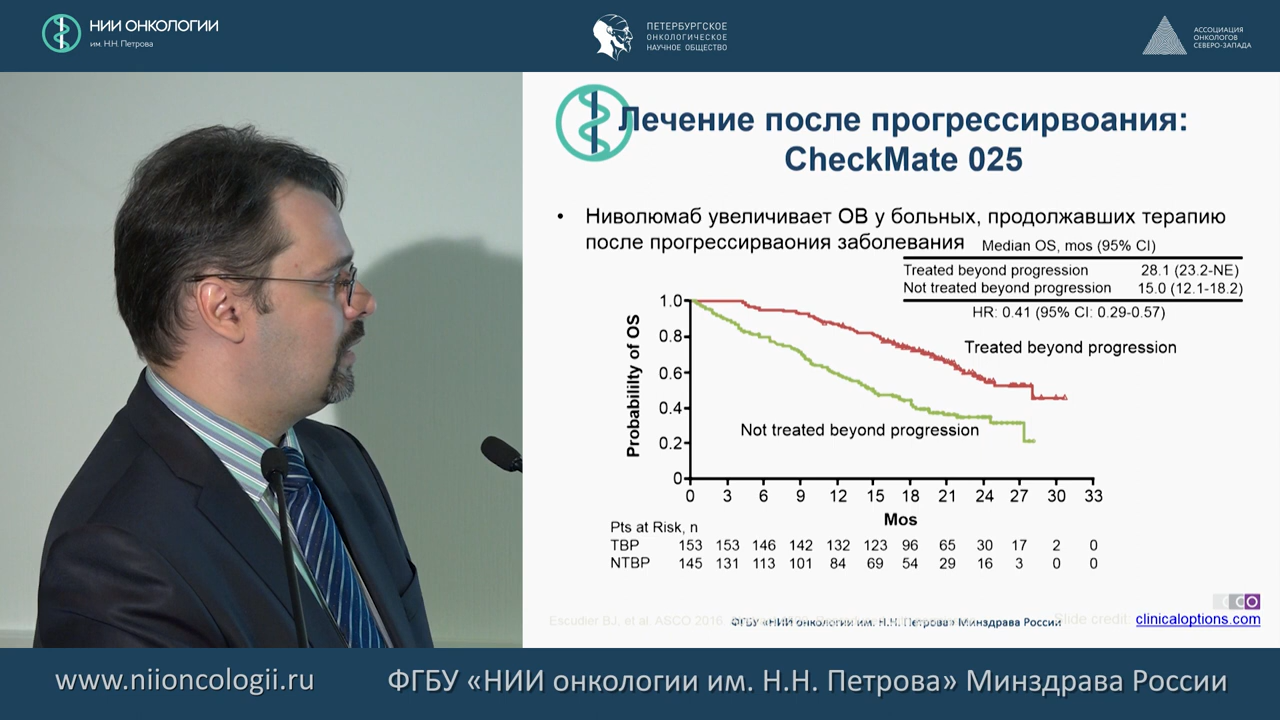 НИИ ОНКОЛОГИИ
им. Н.Н. Петрова
ПЕТЕРБУРГСКОЕ
ОНКОЛОГИЧЕСКОЕ
НАУЧНОЕ ОБЩЕСТВО
АССОЦИАЦИЯ
ОНКОЛОГОВ
СЕВЕРО-ЗАПАДА
Лечение после прогрессирвоания:
CheckMate 025
• Ниволюмаб увеличивает ОВ у больных, продолжавших терапию
после прогрессирваония заболевания
Median OS, mos (95% CI)
Treated beyond progression 28.1 (23.2-NE)
Not treated beyond progression 15.0 (12.1-18.2)
HR: 0.41 (95% CI: 0.29-0.57)
Probability of OS
1.0
0.8
0.6
0.4
0.2
0
Treated beyond progression
Not treated beyond progression
0 3 6 9 12 15 18 21 24 27 30 33
Mos
Pts at Risk, n
TBP 153 153 146 142 132 123 96 65 30 17 2 0
NTBP 145 131 113 101 84 69 54 29 16 3 0 0
CCO
Escudier BJ, et al. ASCO 2016.
ФГБУ «НИИ онкологии им. Н.Н. Петрова» Минздрава России
Slide credit: clinicaloptions.com
www.niioncologii.ru
ФГБУ «НИИ онкологии им. Н.Н. Петрова» Минздрава России